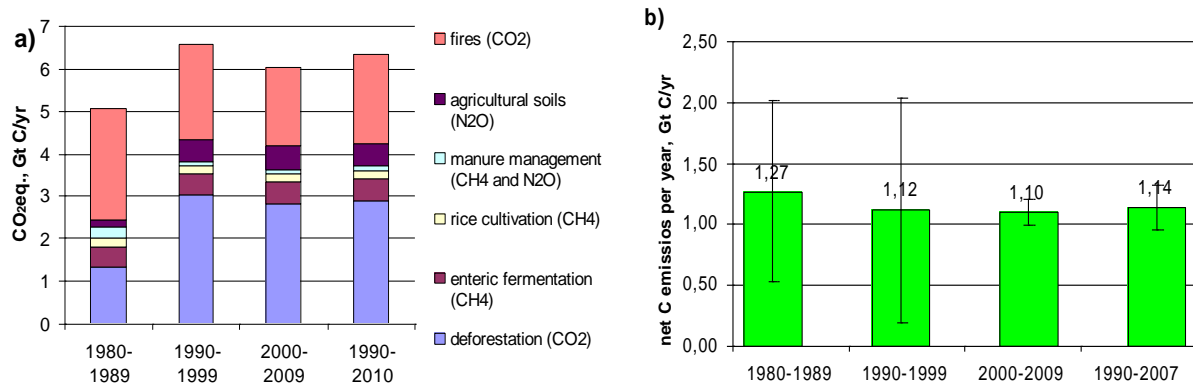 a)
CO2eq., Gt C/yr
7
6
5
4
3
2
1
0
1980-
1989
1990-
1999
2000-
2009
1990-
2010
fires (CO2)
agricultural soils
(N2O)
manure management
(CH4 and N2O)
rice cultivation (CH4)
enteric fermentation
(CH4)
deforestation (CO2)
b)
net C emissios per year, Gt C/yr
2,50
2,00
1,50
1,00
0,50
0,00
1,27
1,12
1,10
1,14
1980-1989
1990-1999
2000-2009
1990-2007